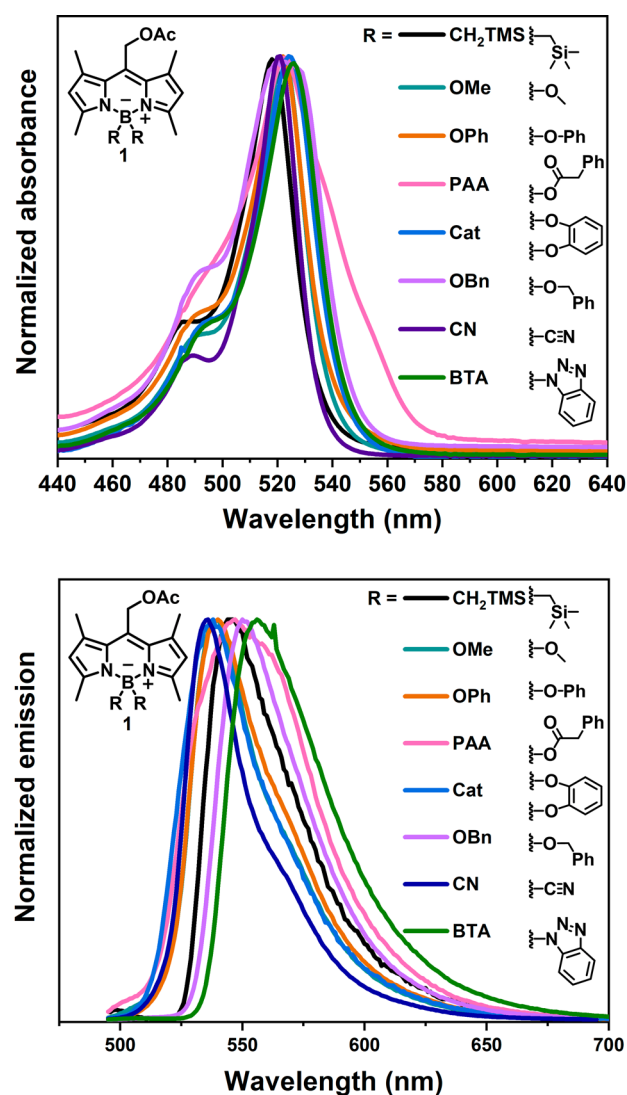 OAc
R = CH2TMS
Si
N N
B
− +
R R
1
OMe
O
OPh
O-Ph
PAA
O Ph
O
Cat
O
O
OBn
O
Ph
CN
C≡N
BTA
N=N
N
Normalized absorbance
440 460 480 500 520 540 560 580 600 620 640
Wavelength (nm)
OAc
R = CH2TMS
Si
N N
B
− +
R R
1
OMe
O
OPh
O-Ph
PAA
O Ph
O
Cat
O
O
OBn
O
Ph
CN
C≡N
BTA
N=N
N
Normalized emission
500 550 600 650 700
Wavelength (nm)